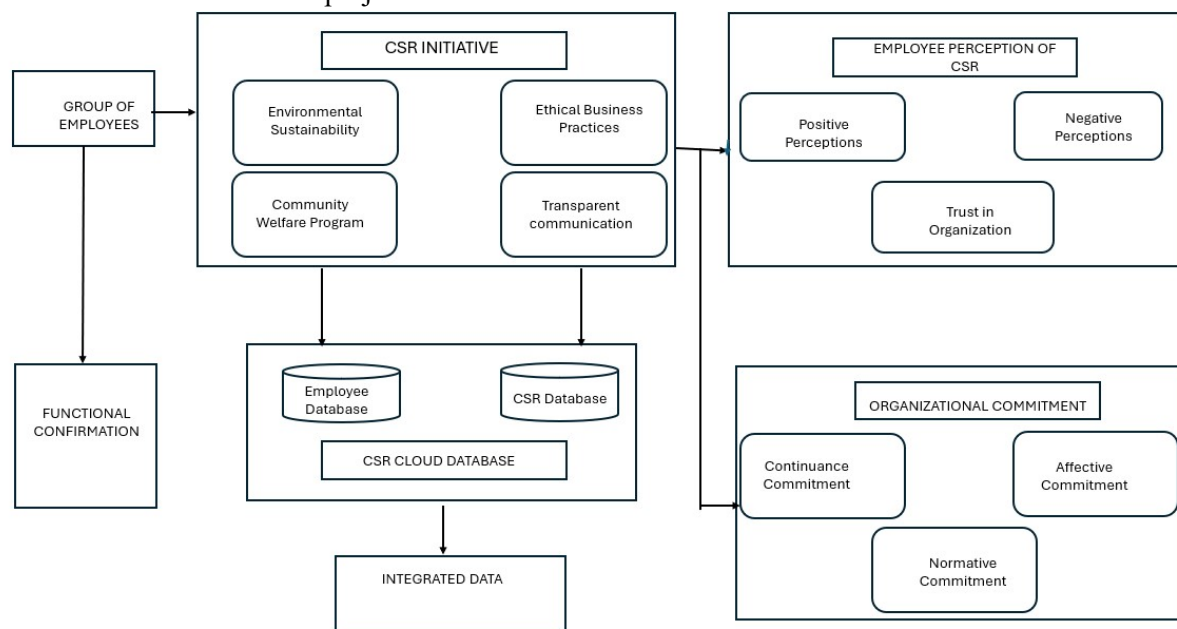 CSR INITIATIVE
GROUP OF
EMPLOYEES
Environmental
Sustainability
Ethical Business
Practices
Community
Welfare Program
Transparent
communication
EMPLOYEE PERCEPTION OF
CSR
Positive
Perceptions
Negative
Perceptions
Trust in
Organization
FUNCTIONAL
CONFIRMATION
Employee
Database
CSR Database
CSR CLOUD DATABASE
INTEGRATED DATA
ORGANIZATIONAL COMMITMENT
Continuance
Commitment
Affective
Commitment
Normative
Commitment